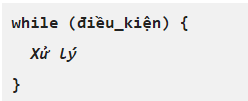 while (điều_kiện) {
Xử lý
}